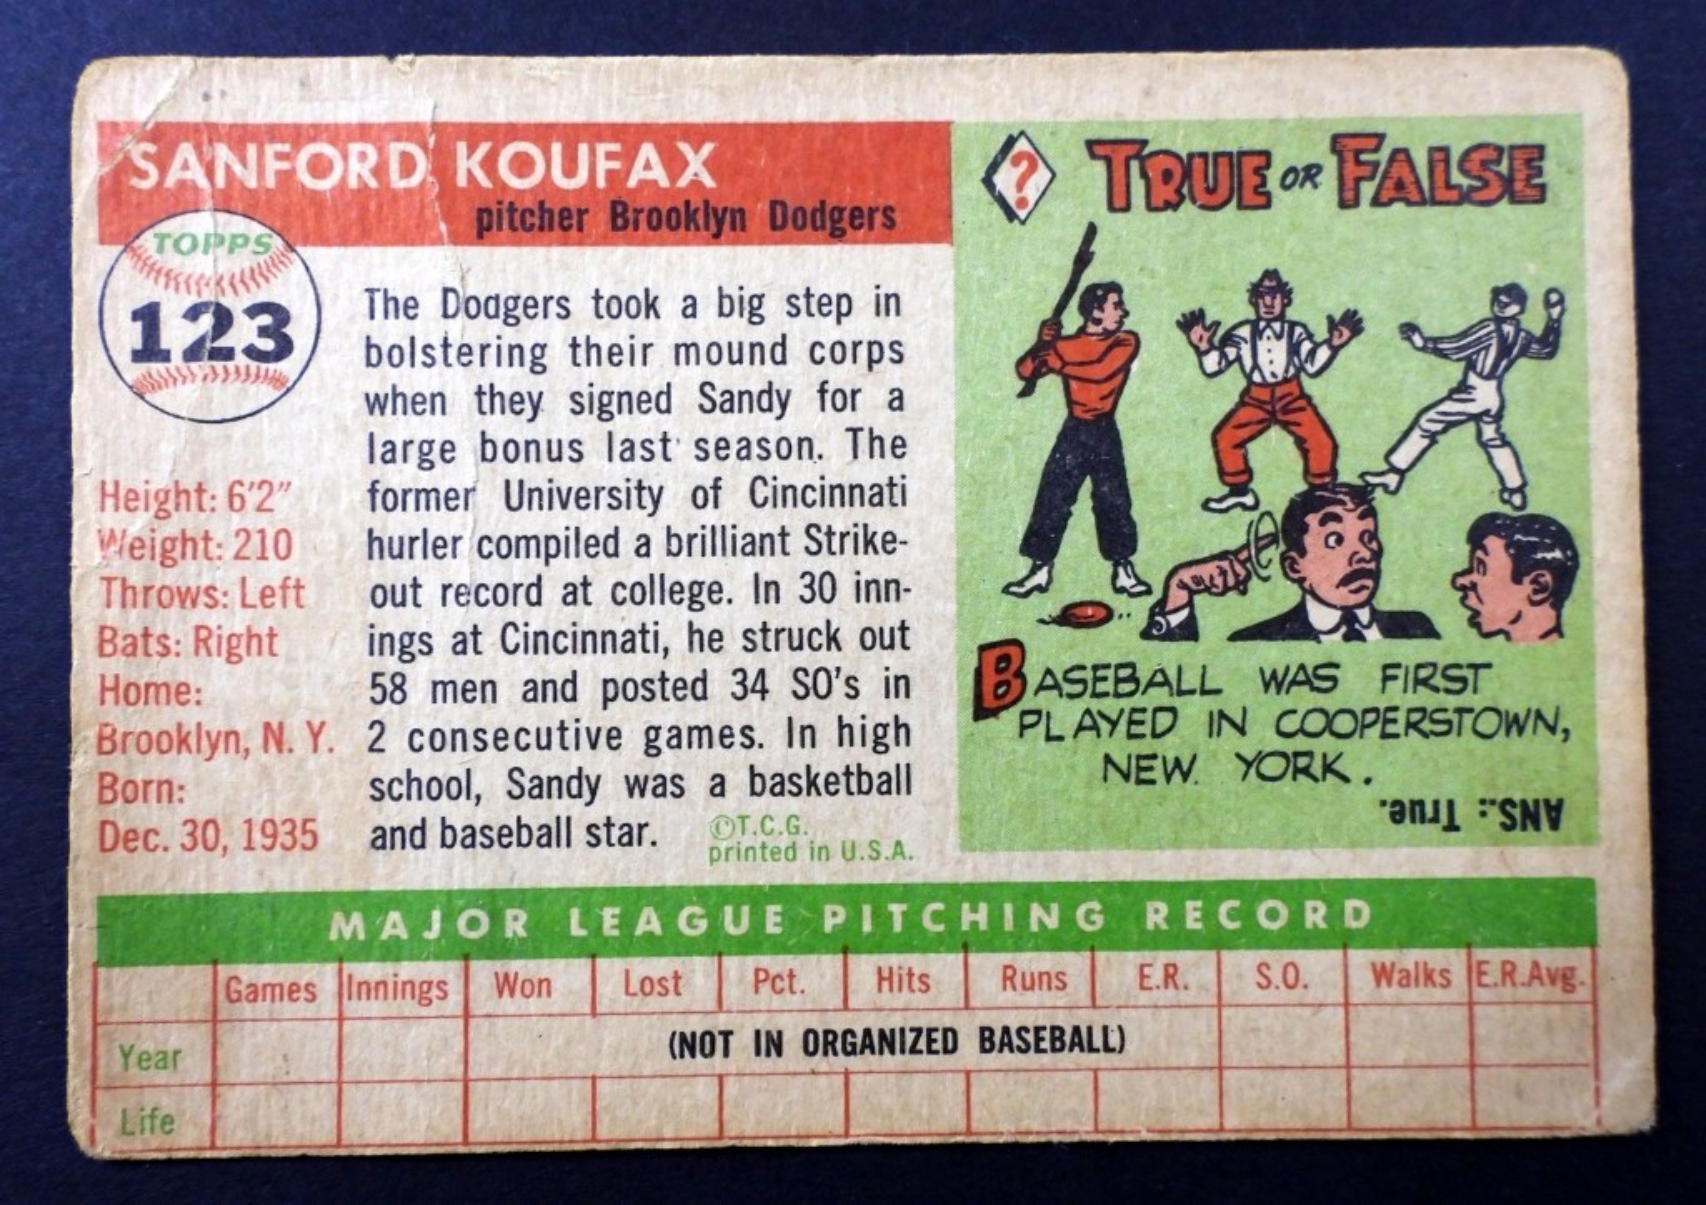 SANFORD KOUFAX
pitcher Brooklyn Dodgers
TOPPS
123
Height: 6'2"
Weight: 210
Throws: Left
Bats: Right
Home:
Brooklyn, N. Y.
Born:
Dec. 30, 1935
The Dodgers took a big step in
bolstering their mound corps
when they signed Sandy for a
large bonus last season. The
former University of Cincinnati
hurler compiled a brilliant Strike-
out record at college. In 30 inn-
ings at Cincinnati, he struck out
58 men and posted 34 SO's in
2 consecutive games. In high
school, Sandy was a basketball
and baseball star.
©T.C.G.
printed in U.S.A.
?
TRUE OR FALSE
BASEBALL WAS FIRST
PLAYED IN COOPERSTOWN,
NEW YORK.
ANS.: True.
MAJOR LEAGUE PITCHING RECORD
Games Innings Won Lost Pct. Hits Runs E.R. S.O. Walks E.R.Avg.
Year (NOT IN ORGANIZED BASEBALL)
Life